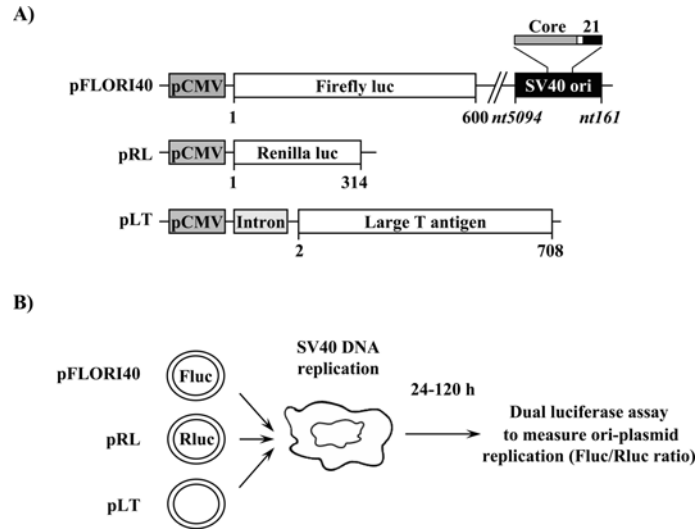 A)
Core 21
pFLORI40 pCMV Firefly luc SV40 ori
1 600 nt5094 nt161
pRL pCMV Renilla luc
1 314
pLT pCMV Intron Large T antigen
2 708
B)
SV40 DNA
replication
pFLORI40 Fluc
24-120 h
pRL Rluc
Dual luciferase assay
to measure ori-plasmid
replication (Fluc/Rluc ratio)
pLT